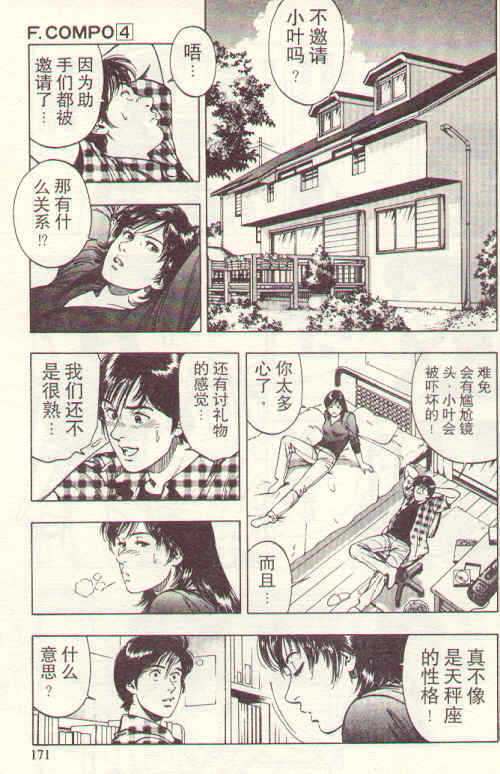 F. COMPO 4
不邀请
小叶吗？
唔…
因为助
手们都被
邀请了…
那有什
么关系！？
难免
会有尴尬镜
头，小叶会
被吓坏的！
你太多
心了。
而且…
还有讨礼物
的感觉…
我们还不
是很熟…
真不像
是天秤座
的性格！
什么
意思？
171